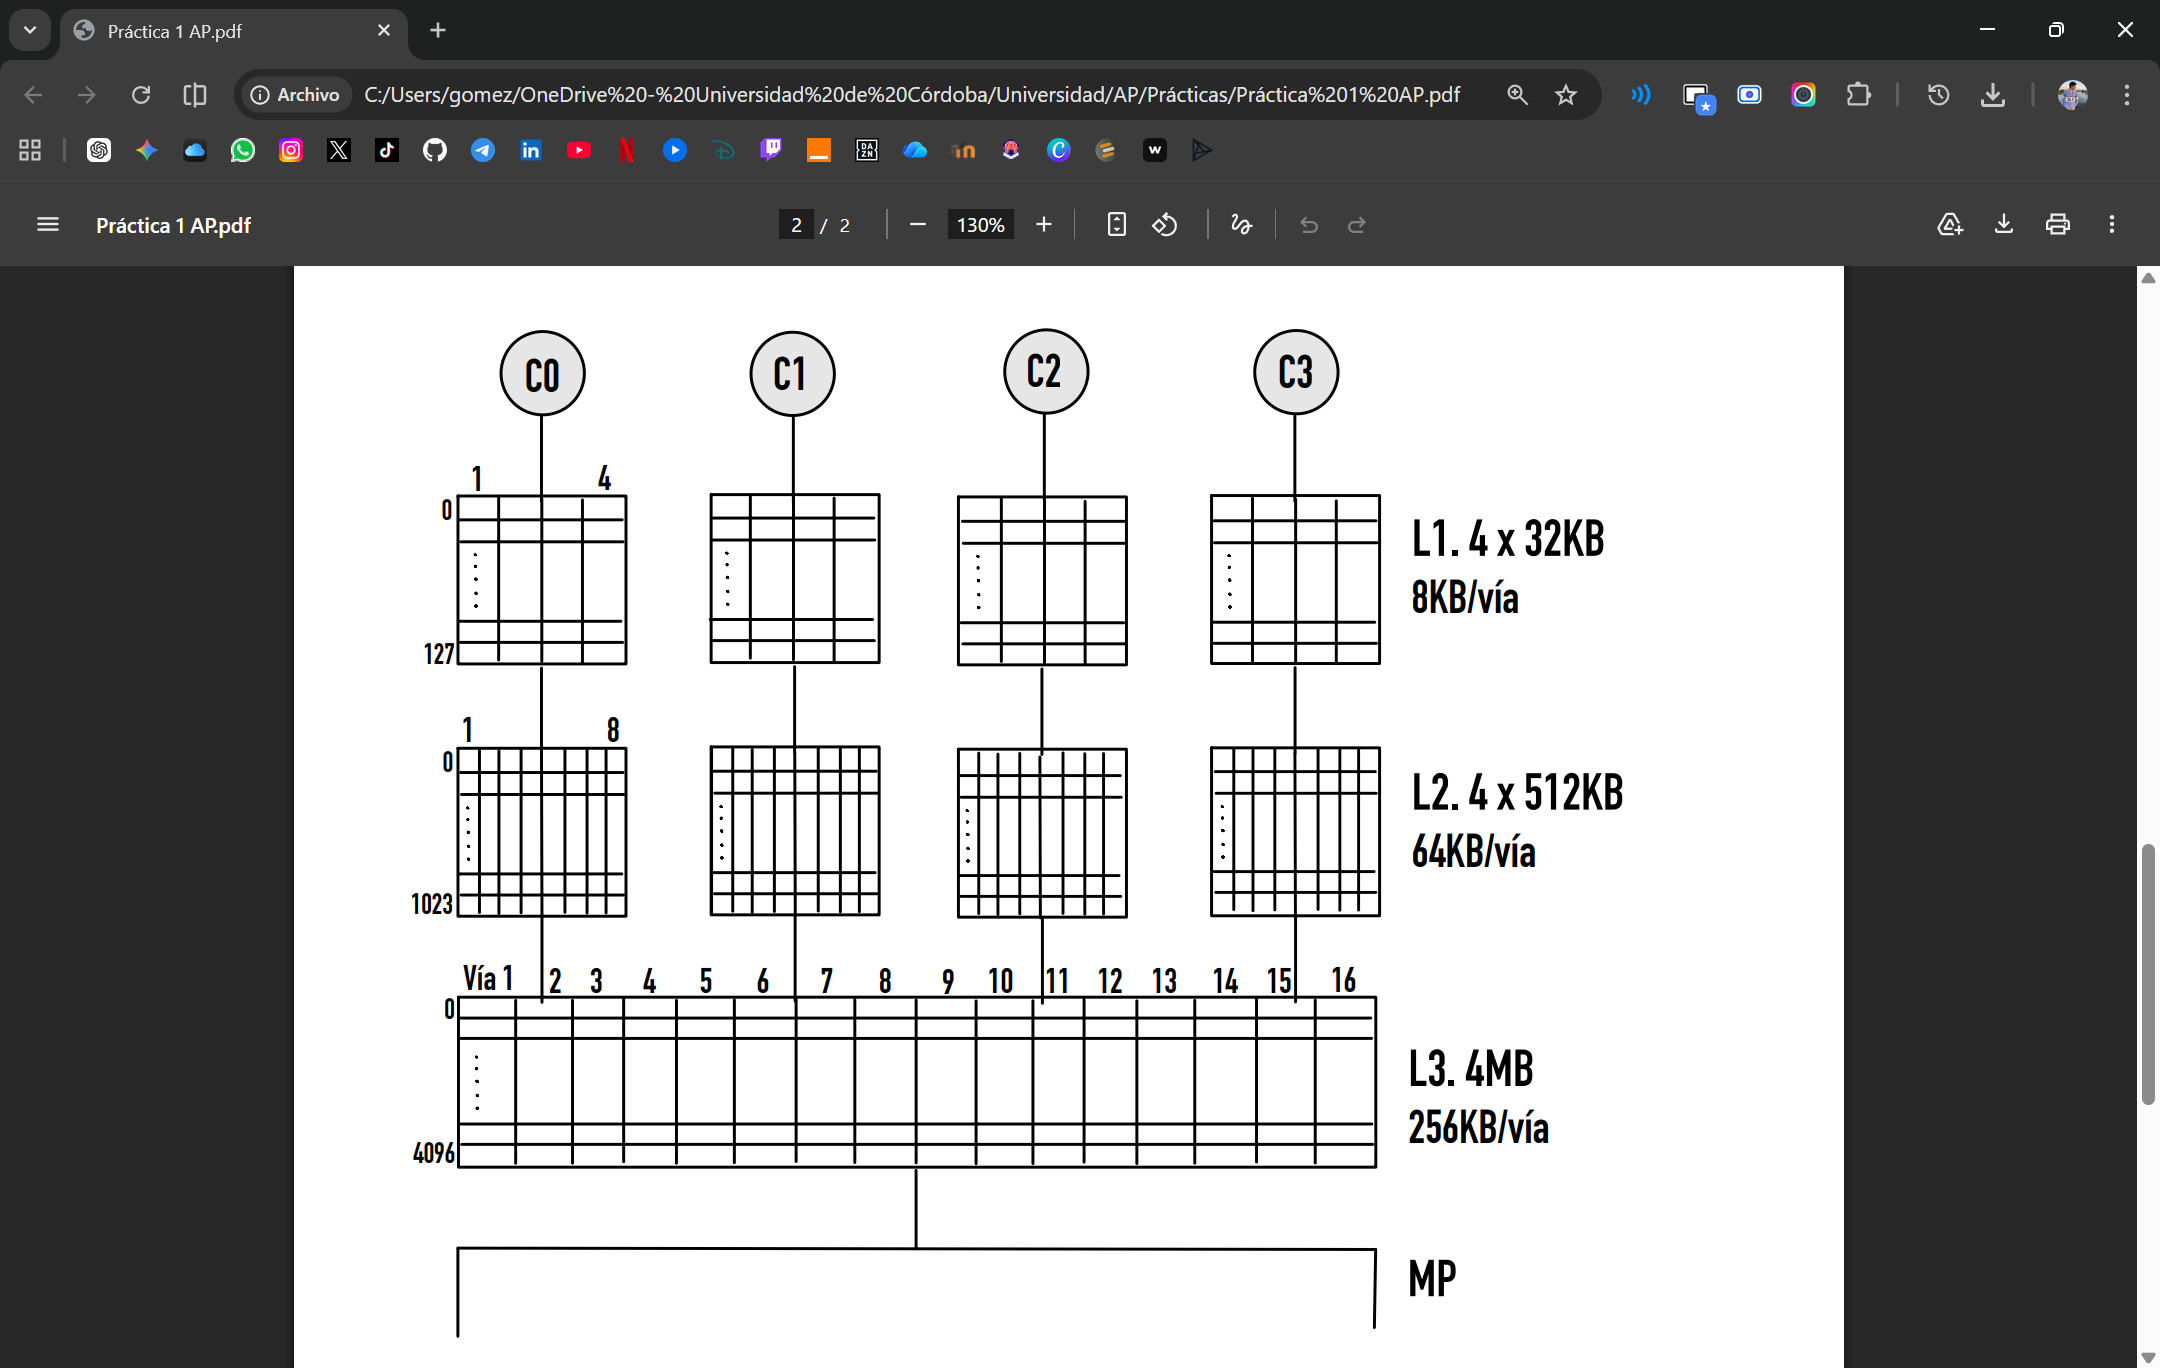 Práctica 1 AP.pdf
Archivo C:/Users/gomez/OneDrive%20-%20Universidad%20de%20Córdoba/Universidad/AP/Prácticas/Práctica%201%20AP.pdf
DA ZN
in
w
Práctica 1 AP.pdf
2 / 2
130%
C0 C1 C2 C3
1 4
0
127
L1. 4 x 32KB
8KB/vía
1 8
0
1023
L2. 4 x 512KB
64KB/vía
Vía 1 2 3 4 5 6 7 8 9 10 11 12 13 14 15 16
0
4096
L3. 4MB
256KB/vía
MP